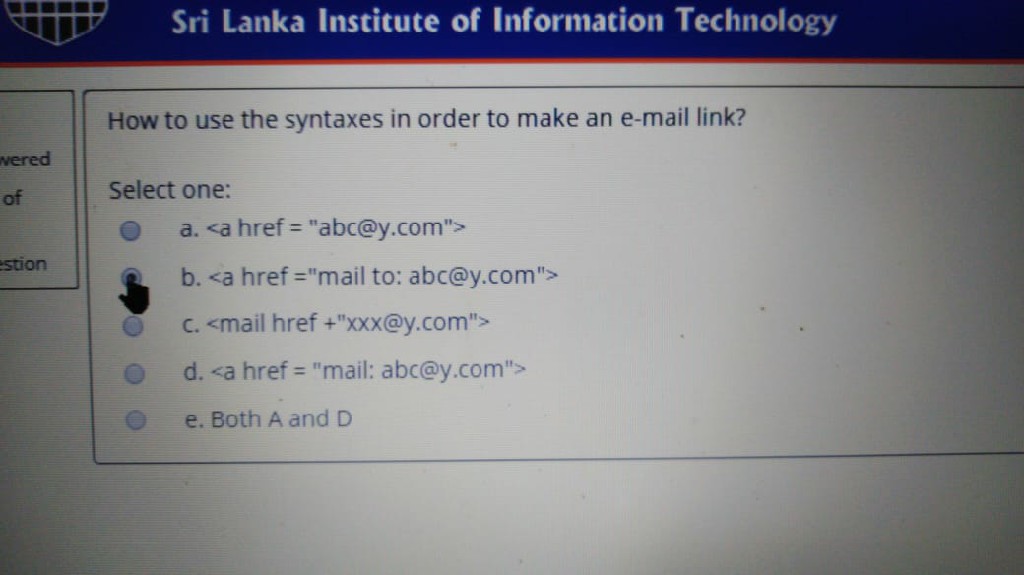 Sri Lanka Institute of Information Technology
How to use the syntaxes in order to make an e-mail link?
wered
of
Select one:
a. <a href = "abc@y.com">
estion
b. <a href ="mail to: abc@y.com">
c. <mail href +"xxx@y.com">
d. <a href = "mail: abc@y.com">
e. Both A and D